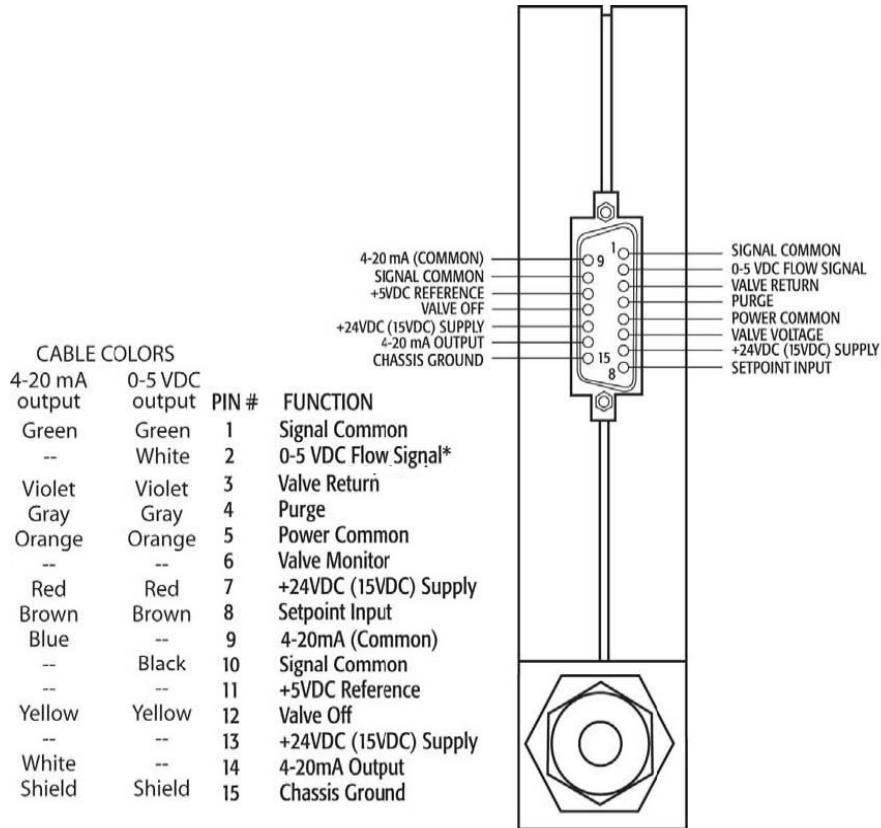 4-20 mA (COMMON)
SIGNAL COMMON
+5VDC REFERENCE
VALVE OFF
+24VDC (15VDC) SUPPLY
4-20 mA OUTPUT
CHASSIS GROUND
9
15
1
8
SIGNAL COMMON
0-5 VDC FLOW SIGNAL
VALVE RETURN
PURGE
POWER COMMON
VALVE VOLTAGE
+24VDC (15VDC) SUPPLY
SETPOINT INPUT
CABLE COLORS
4-20 mA 0-5 VDC
output output PIN # FUNCTION
Green Green 1 Signal Common
-- White 2 0-5 VDC Flow Signal*
Violet Violet 3 Valve Return
Gray Gray 4 Purge
Orange Orange 5 Power Common
-- -- 6 Valve Monitor
Red Red 7 +24VDC (15VDC) Supply
Brown Brown 8 Setpoint Input
Blue -- 9 4-20mA (Common)
-- Black 10 Signal Common
-- -- 11 +5VDC Reference
Yellow Yellow 12 Valve Off
-- -- 13 +24VDC (15VDC) Supply
White -- 14 4-20mA Output
Shield Shield 15 Chassis Ground